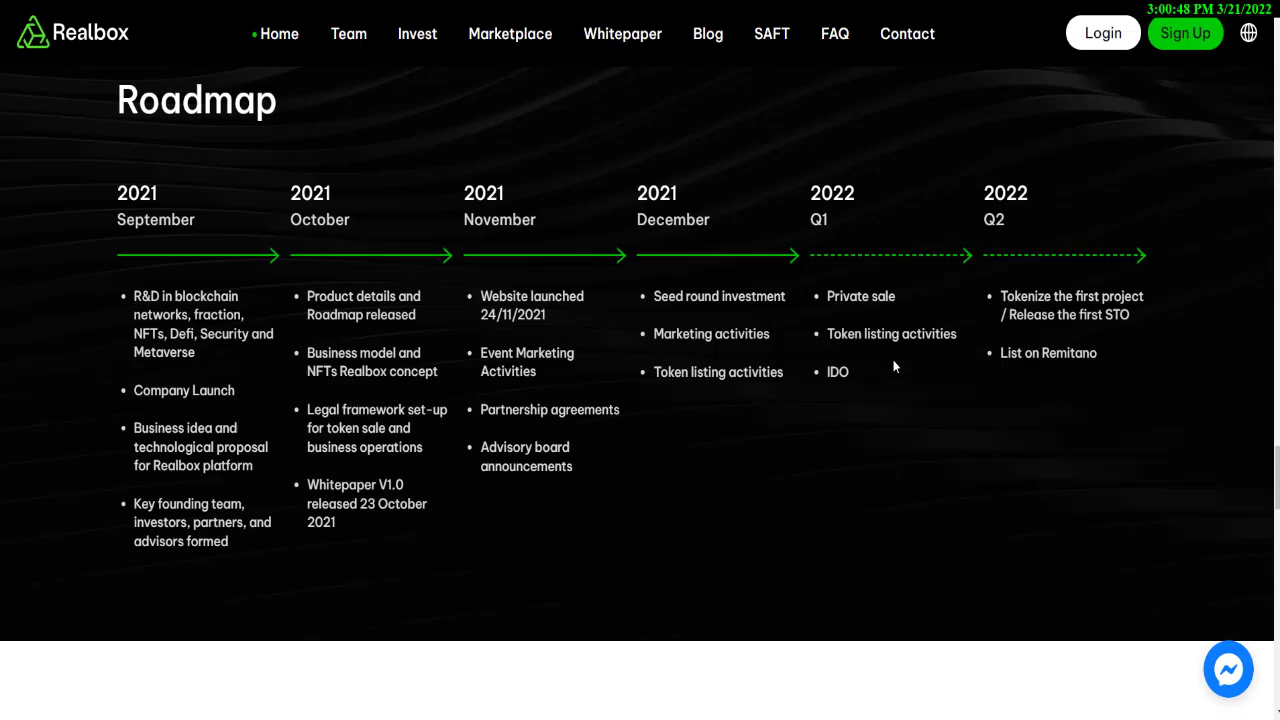 3:00:48 PM 3/21/2022
Realbox
Home
Team
Invest
Marketplace
Whitepaper
Blog
SAFT
FAQ
Contact
Login
Sign Up
Roadmap
2021
September
R&D in blockchain
networks, fraction,
NFTs, Defi, Security and
Metaverse
Company Launch
Business idea and
technological proposal
for Realbox platform
Key founding team,
investors, partners, and
advisors formed
2021
October
Product details and
Roadmap released
Business model and
NFTs Realbox concept
Legal framework set-up
for token sale and
business operations
Whitepaper V1.0
released 23 October
2021
2021
November
Website launched
24/11/2021
Event Marketing
Activities
Partnership agreements
Advisory board
announcements
2021
December
Seed round investment
Marketing activities
Token listing activities
2022
Q1
Private sale
Token listing activities
IDO
2022
Q2
Tokenize the first project
/ Release the first STO
List on Remitano